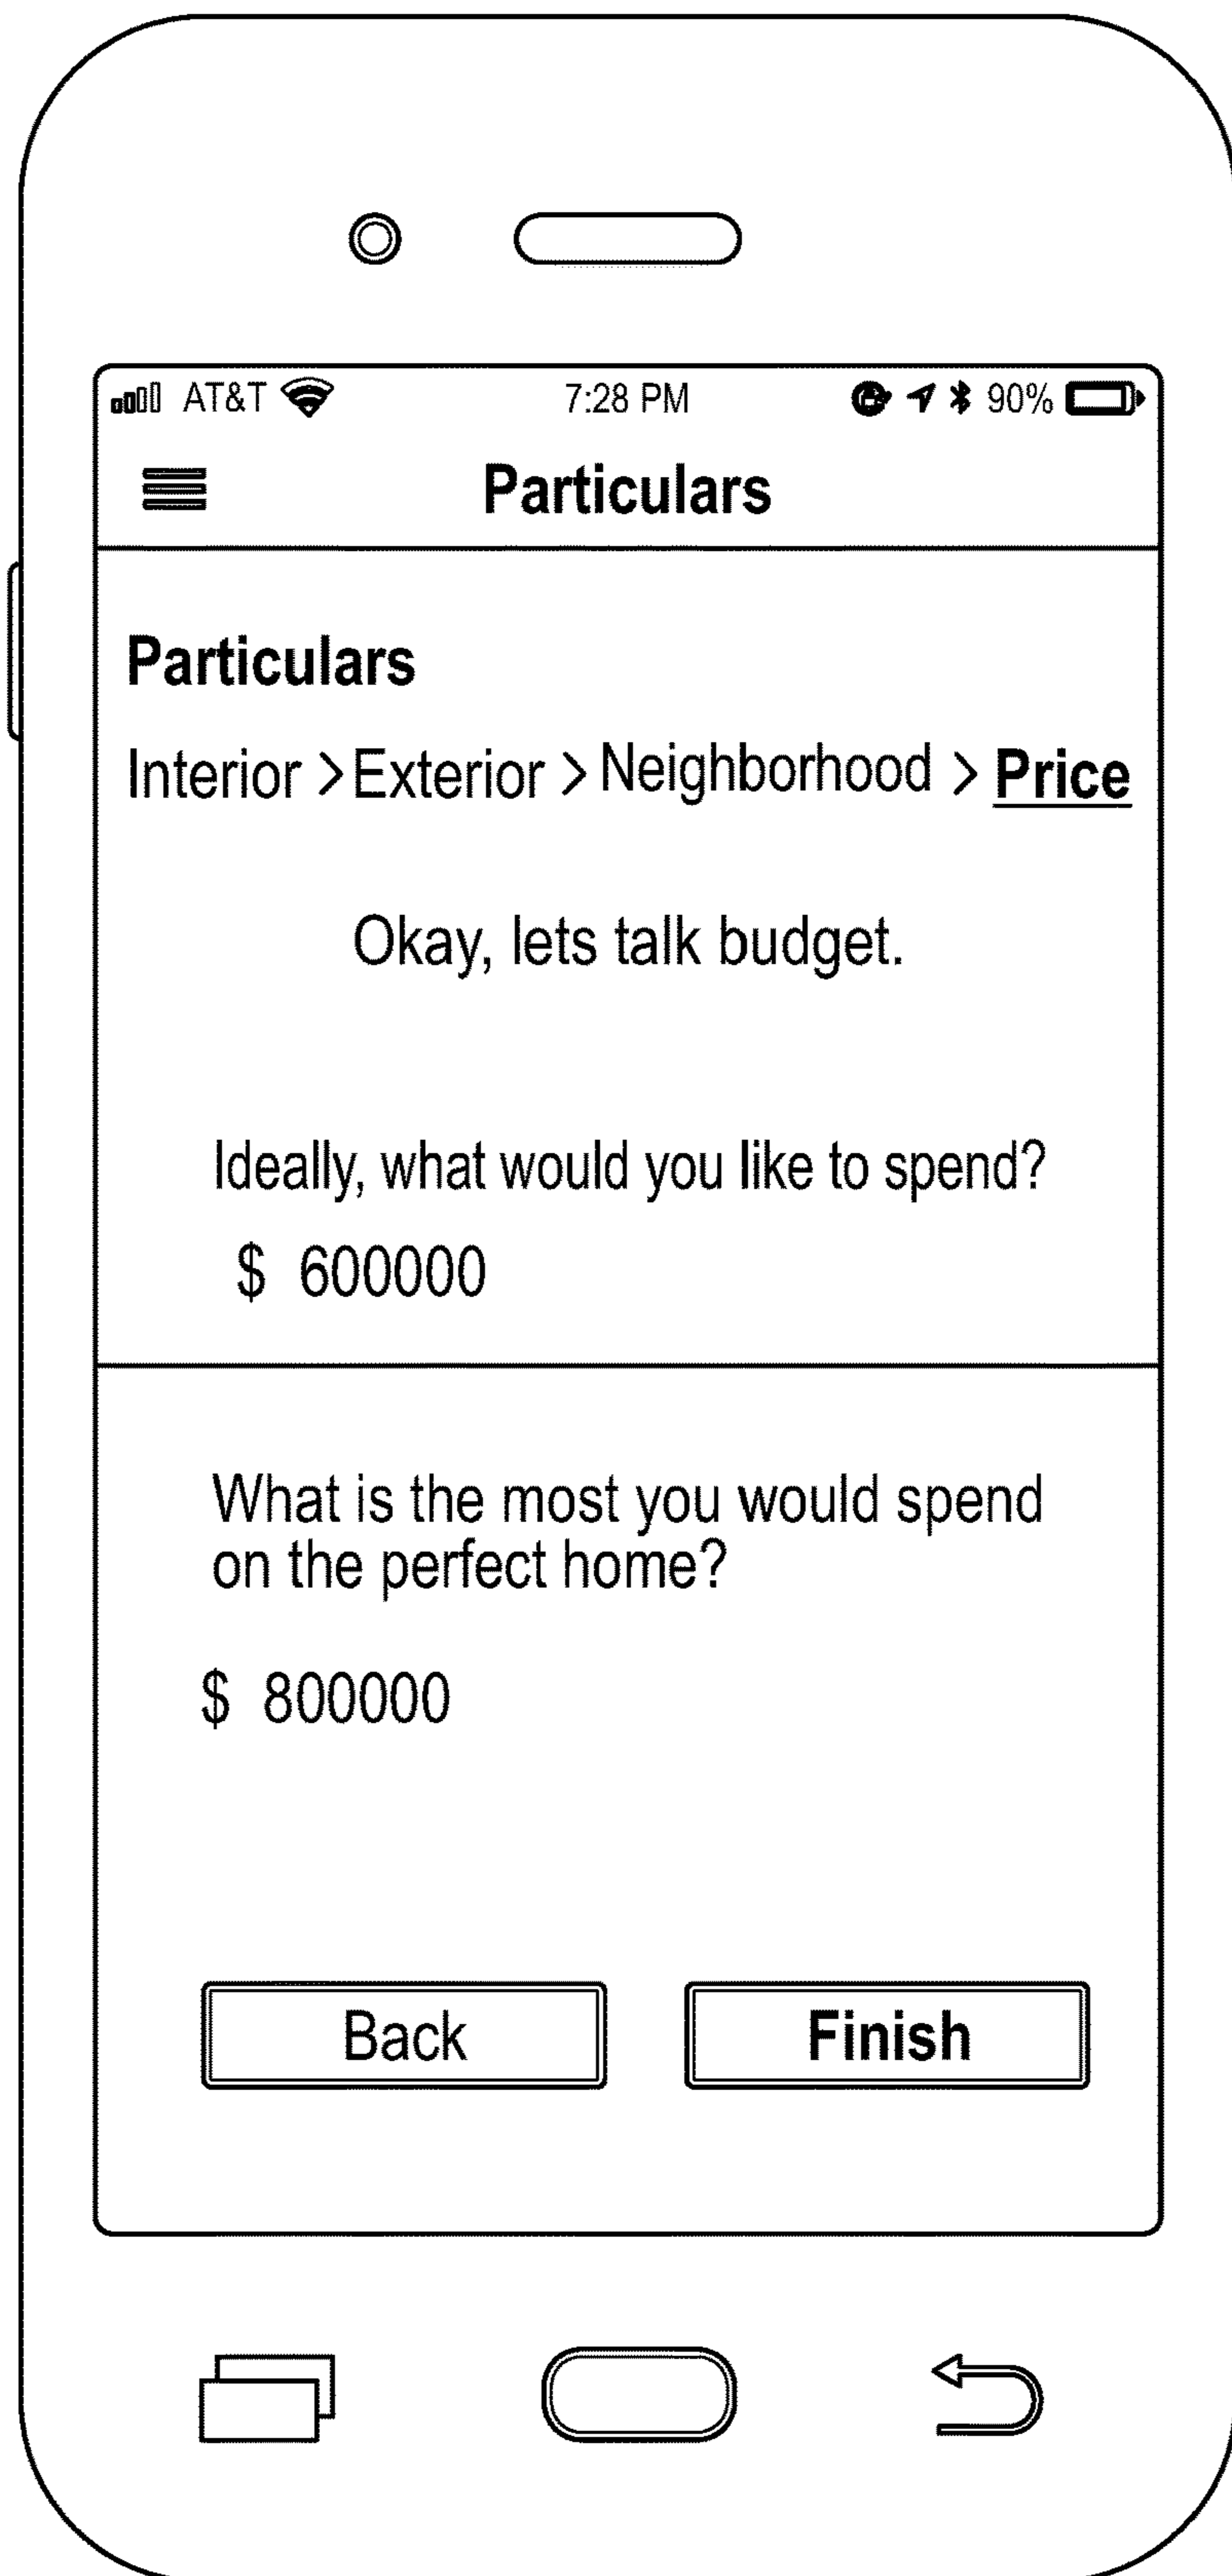 AT&T 7:28 PM 90%
Particulars
Particulars
Interior > Exterior > Neighborhood > Price
Okay, lets talk budget.
Ideally, what would you like to spend?
$ 600000
What is the most you would spend
on the perfect home?
$ 800000
Back Finish